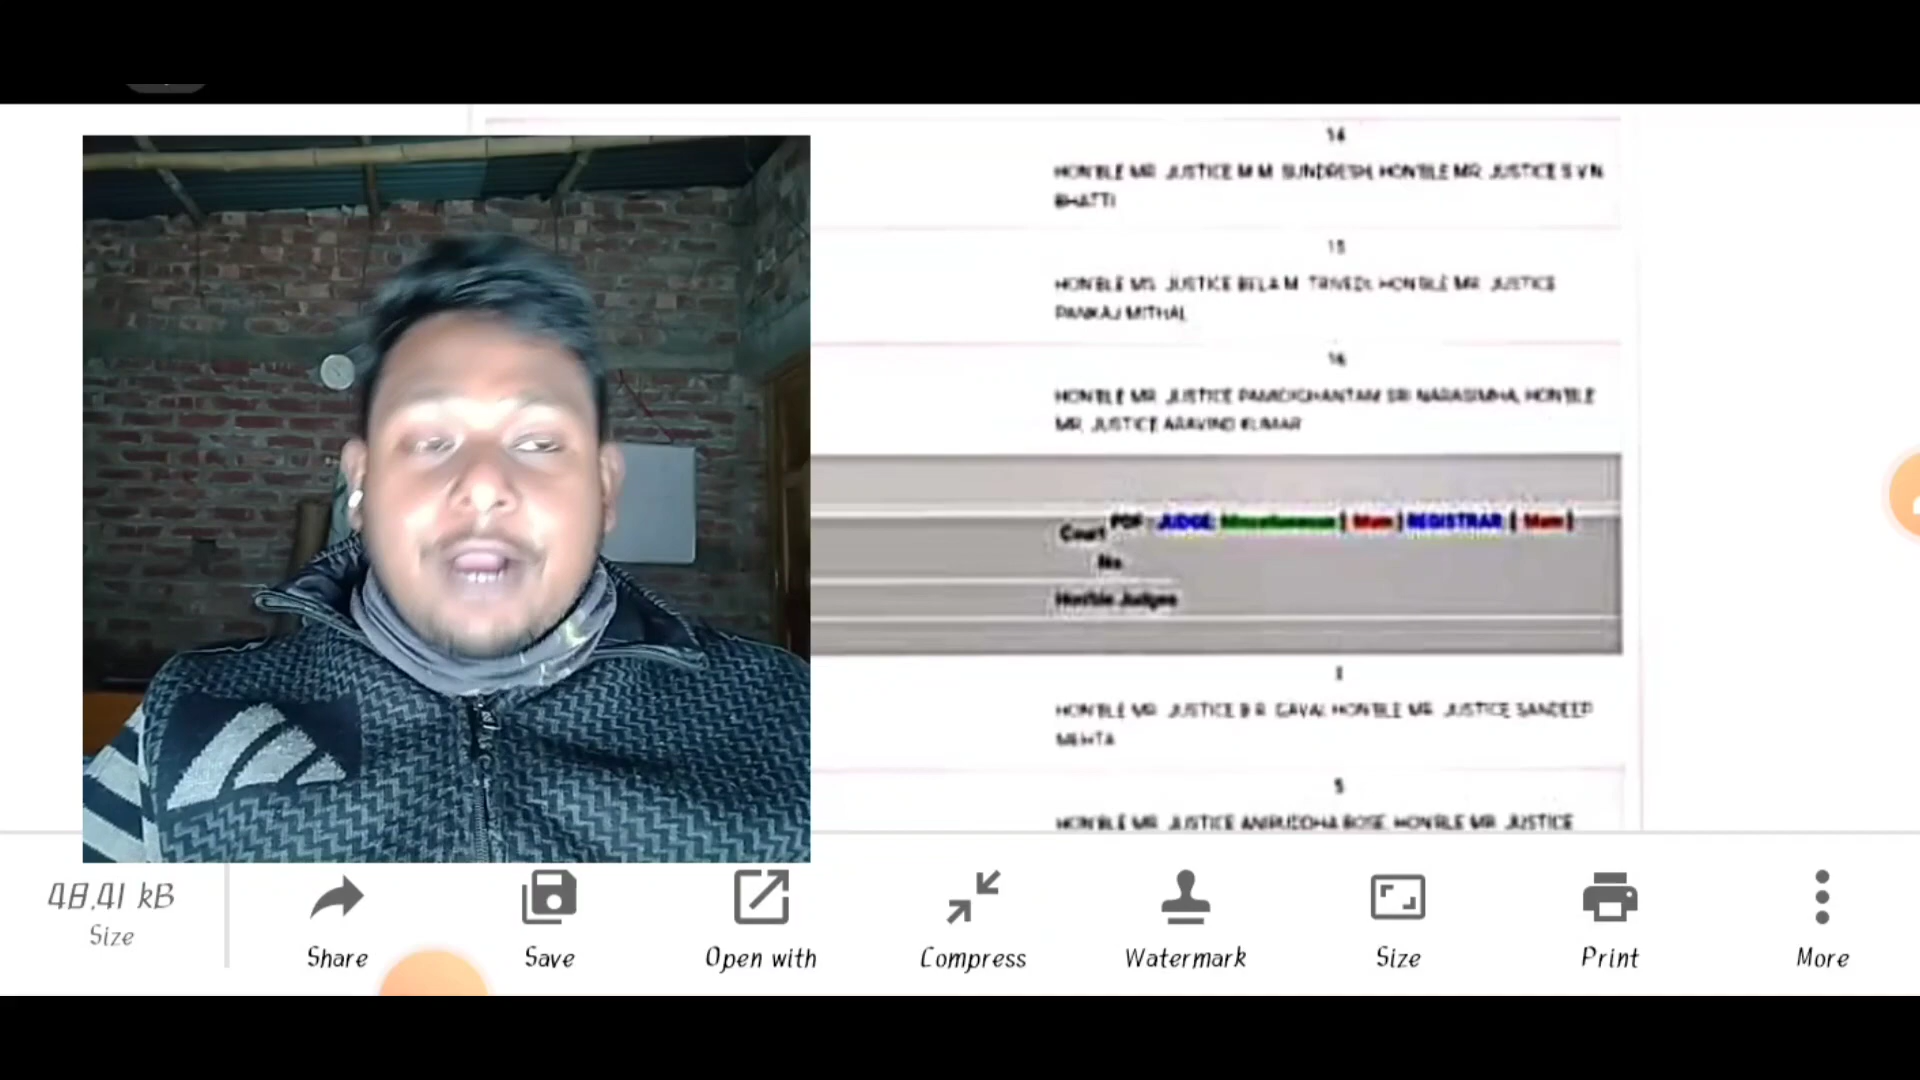 14
HON'BLE MR. JUSTICE M.M. SUNDRESH, HON'BLE MR. JUSTICE S.V.N.
BHATTI
15
HON'BLE MS. JUSTICE BELA M. TRIVEDI, HON'BLE MR. JUSTICE
PANKAJ MITHAL
16
HON'BLE MR. JUSTICE PAMIDIGHANTAM SRI NARASIMHA, HON'BLE
MR. JUSTICE ARAVIND KUMAR
PDF : JUDGE: Miscellaneous [ Main ] REGISTRAR [ Main ]
Court
No.
Hon'ble Judges
HON'BLE MR. JUSTICE B.R. GAVAI, HON'BLE MR. JUSTICE SANDEEP
MEHTA
5
HON'BLE MR. JUSTICE ANIRUDDHA BOSE, HON'BLE MR. JUSTICE
48.41 kB
Size
Share
Save
Open with
Compress
Watermark
Size
Print
More